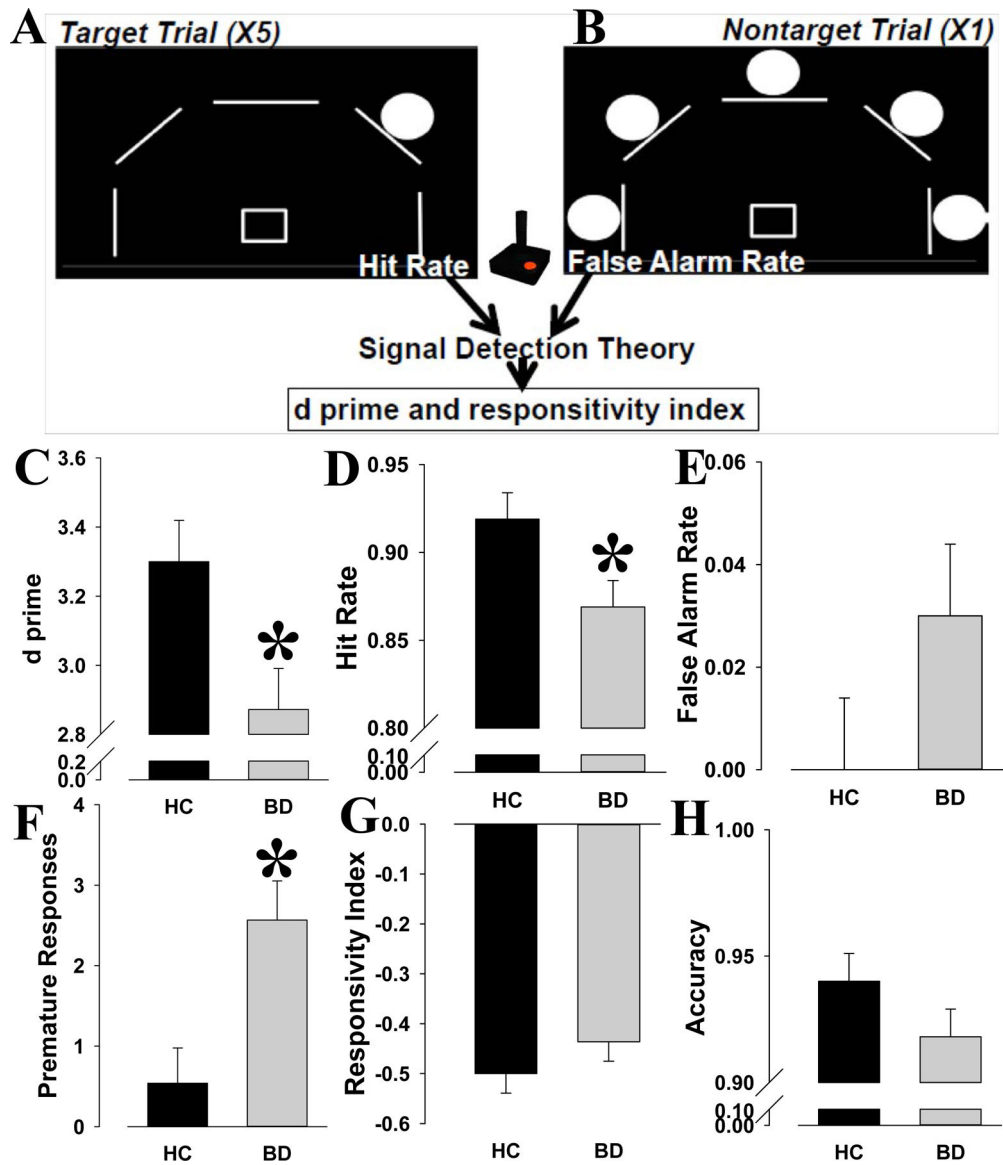 A
Target Trial (X5)
B
Nontarget Trial (X1)
Hit Rate
False Alarm Rate
Signal Detection Theory
d prime and responsitivity index
C
d prime
3.6
3.4
3.2
3.0
2.8
0.2
0.0
HC
BD
*
D
Hit Rate
0.95
0.90
0.85
0.80
0.10
0.00
HC
BD
*
E
False Alarm Rate
0.06
0.04
0.02
0.00
HC
BD
F
Premature Responses
4
3
2
1
0
HC
BD
*
G
Responsivity Index
0.0
-0.1
-0.2
-0.3
-0.4
-0.5
-0.6
HC
BD
H
Accuracy
1.00
0.95
0.90
0.10
0.00
HC
BD